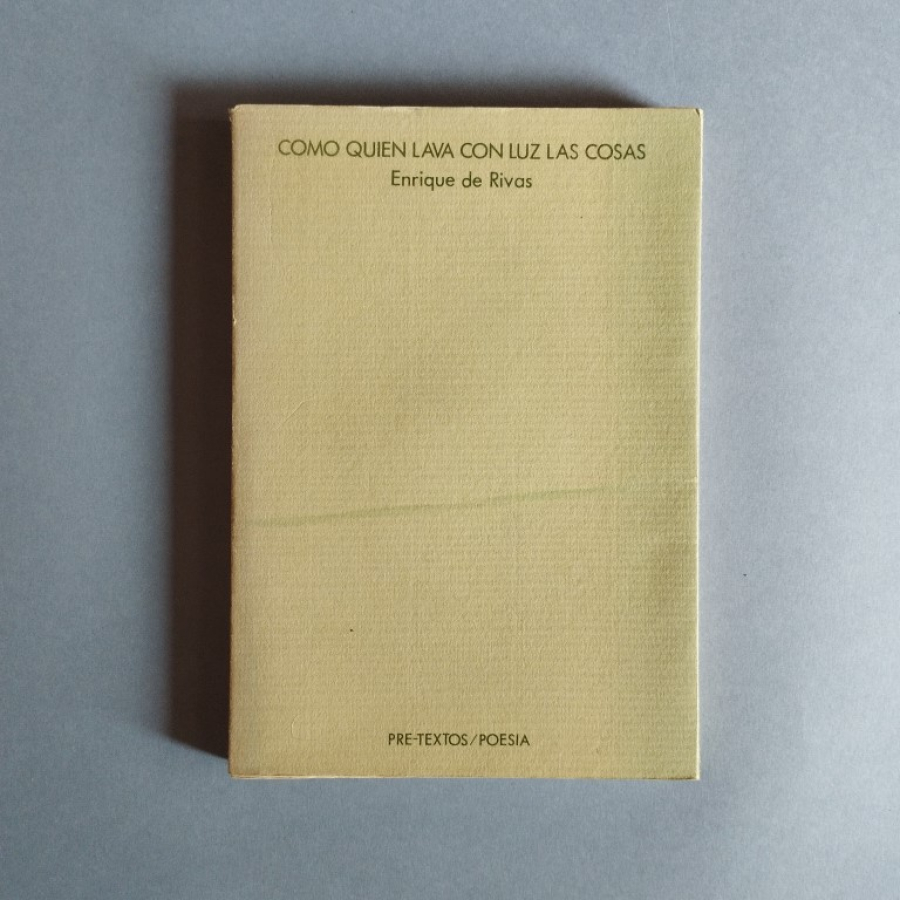 COMO QUIEN LAVA CON LUZ LAS COSAS
Enrique de Rivas
PRE-TEXTOS/POESIA